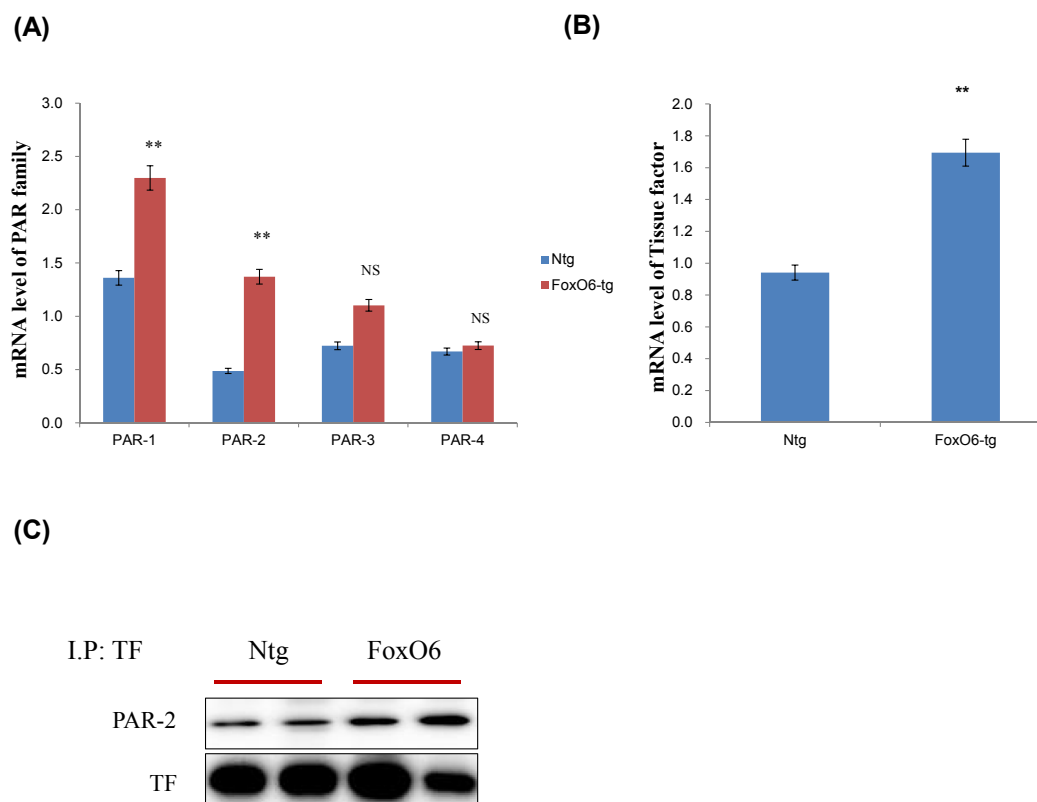 (A)
mRNA level of PAR family
3.0
2.5
2.0
1.5
1.0
0.5
0.0
**
**
NS
NS
PAR-1 PAR-2 PAR-3 PAR-4
Ntg
FoxO6-tg
(B)
mRNA level of Tissue factor
2.0
1.8
1.6
1.4
1.2
1.0
0.8
0.6
0.4
0.2
0.0
**
Ntg FoxO6-tg
(C)
I.P: TF Ntg FoxO6
PAR-2
TF